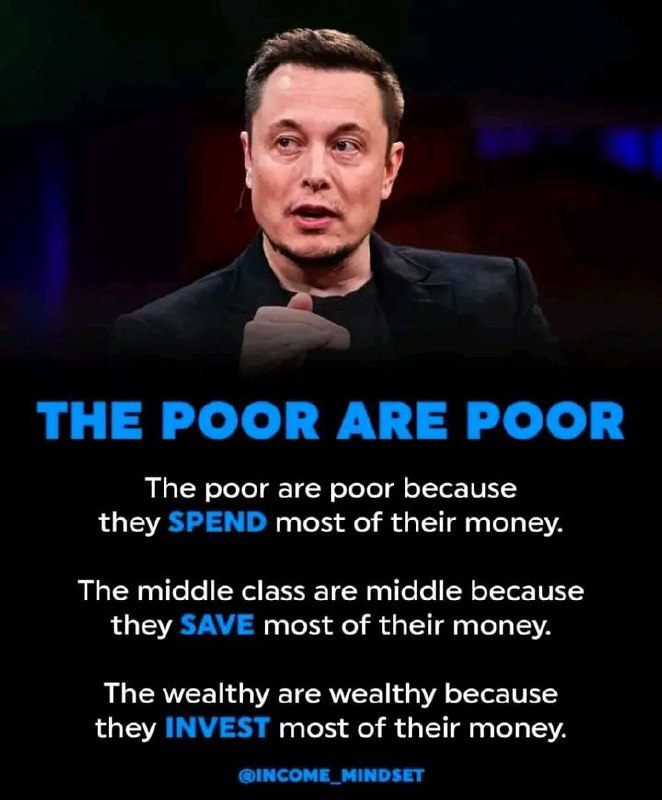 THE POOR ARE POOR
The poor are poor because
they SPEND most of their money.
The middle class are middle because
they SAVE most of their money.
The wealthy are wealthy because
they INVEST most of their money.
@INCOME_MINDSET